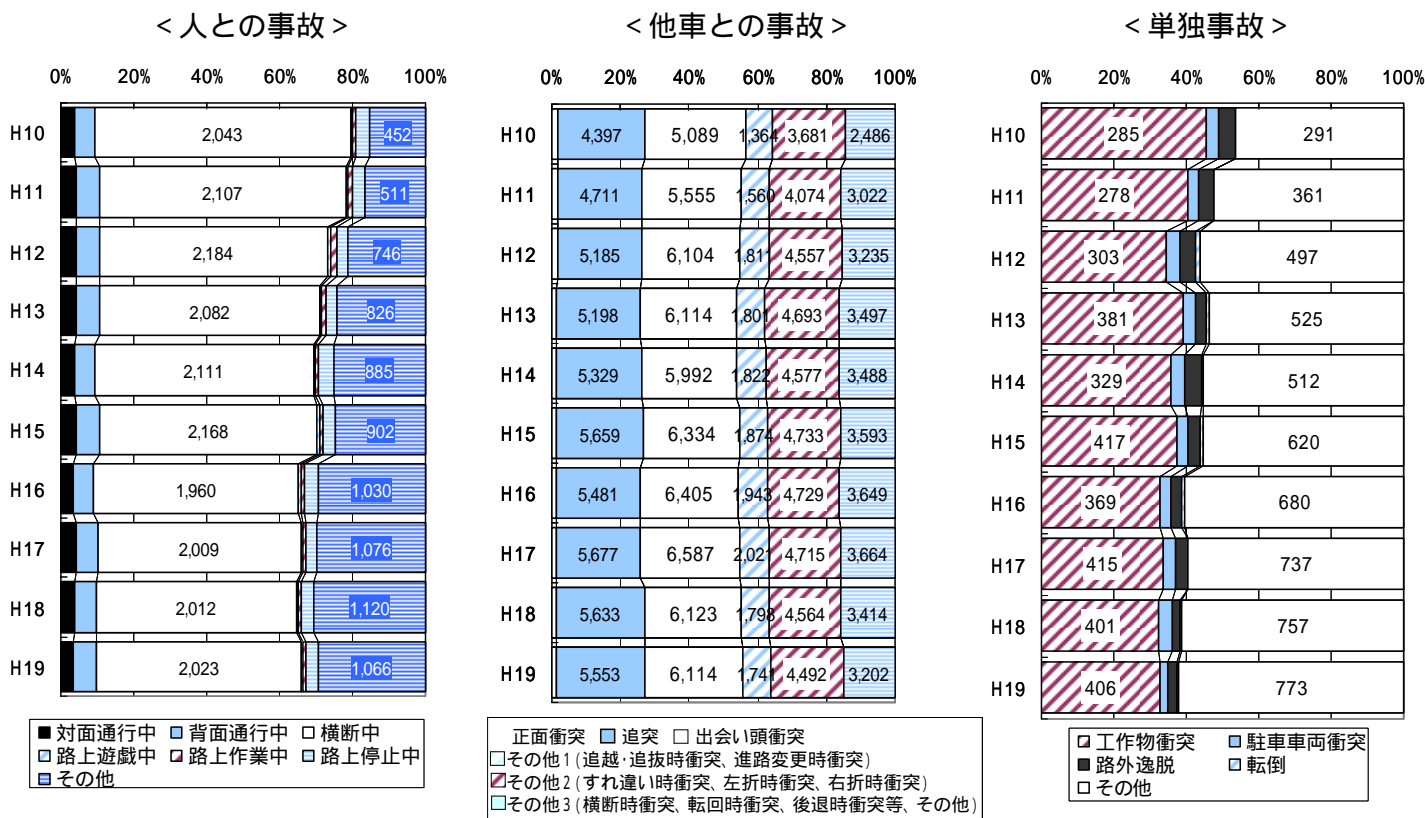 <人との事故>
0% 20% 40% 60% 80% 100%
H10 2,043 452
H11 2,107 511
H12 2,184 746
H13 2,082 826
H14 2,111 885
H15 2,168 902
H16 1,960 1,030
H17 2,009 1,076
H18 2,012 1,120
H19 2,023 1,066
対面通行中 背面通行中 横断中
路上遊戯中 路上作業中 路上停止中
その他
<他車との事故>
0% 20% 40% 60% 80% 100%
H10 4,397 5,089 1,364 3,681 2,486
H11 4,711 5,555 1,560 4,074 3,022
H12 5,185 6,104 1,811 4,557 3,235
H13 5,198 6,114 1,801 4,693 3,497
H14 5,329 5,992 1,822 4,577 3,488
H15 5,659 6,334 1,874 4,733 3,593
H16 5,481 6,405 1,943 4,729 3,649
H17 5,677 6,587 2,021 4,715 3,664
H18 5,633 6,123 1,798 4,564 3,414
H19 5,553 6,114 1,741 4,492 3,202
正面衝突 追突 出会い頭衝突
その他1(追越・追抜時衝突、進路変更時衝突)
その他2(すれ違い時衝突、左折時衝突、右折時衝突)
その他3(横断時衝突、転回時衝突、後退時衝突等、その他)
<単独事故>
0% 20% 40% 60% 80% 100%
H10 285 291
H11 278 361
H12 303 497
H13 381 525
H14 329 512
H15 417 620
H16 369 680
H17 415 737
H18 401 757
H19 406 773
工作物衝突 駐車車両衝突
路外逸脱 転倒
その他